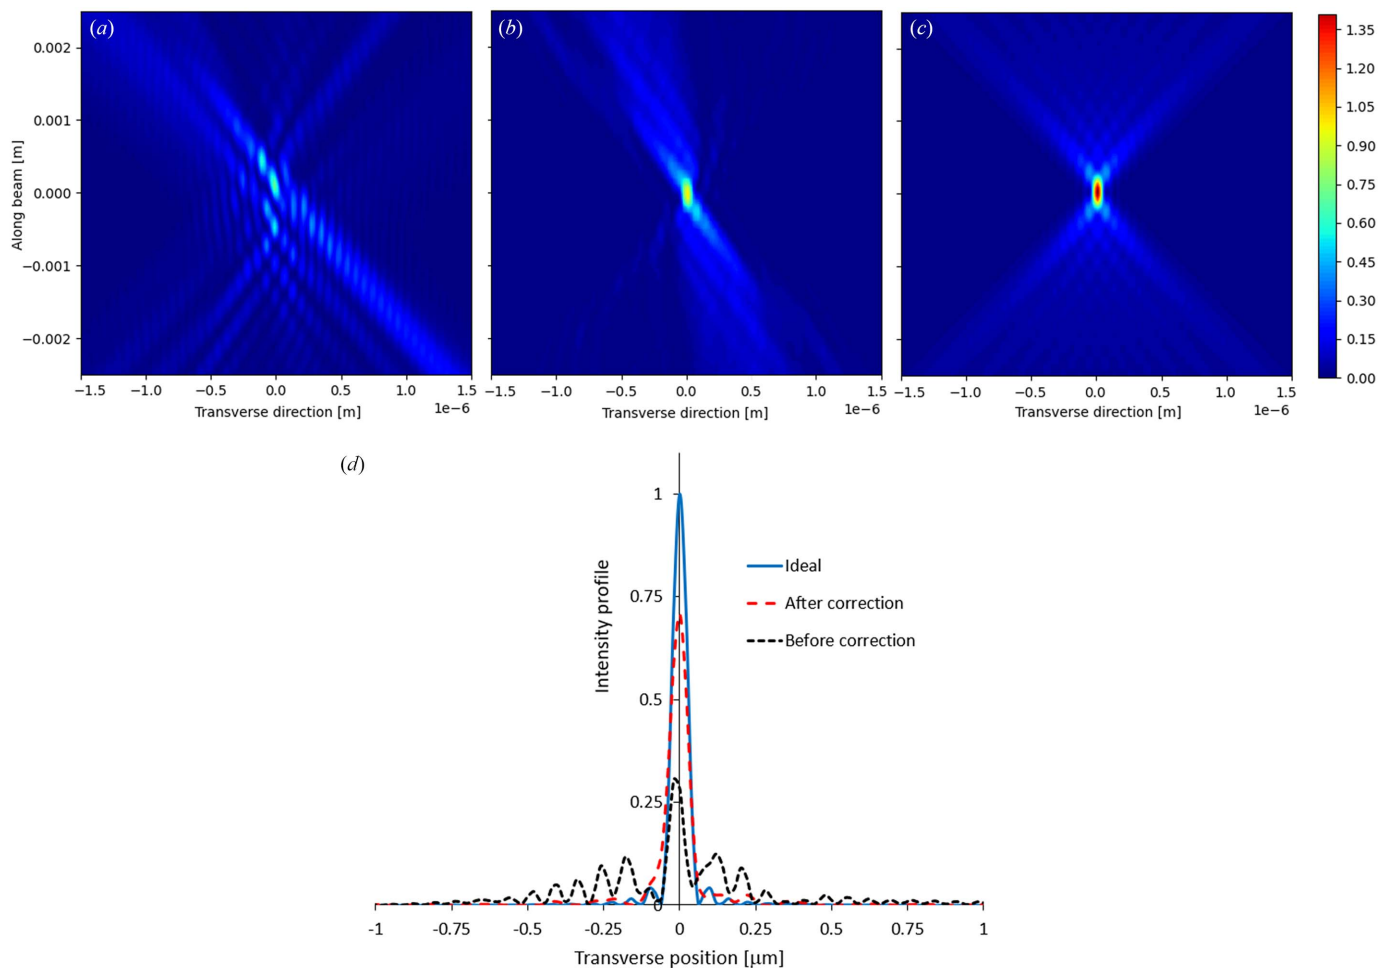 (a)
(b)
(c)
0.002
0.001
0.000
−0.001
−0.002
Along beam [m]
−1.5 −1.0 −0.5 0.0 0.5 1.0 1.5
Transverse direction [m]
1e−6
−1.5 −1.0 −0.5 0.0 0.5 1.0 1.5
Transverse direction [m]
1e−6
−1.5 −1.0 −0.5 0.0 0.5 1.0 1.5
Transverse direction [m]
1e−6
1.35
1.20
1.05
0.90
0.75
0.60
0.45
0.30
0.15
0.00
(d)
1
0.75
0.5
0.25
0
Intensity profile
Ideal
After correction
Before correction
-1 -0.75 -0.5 -0.25 0 0.25 0.5 0.75 1
Transverse position [μm]